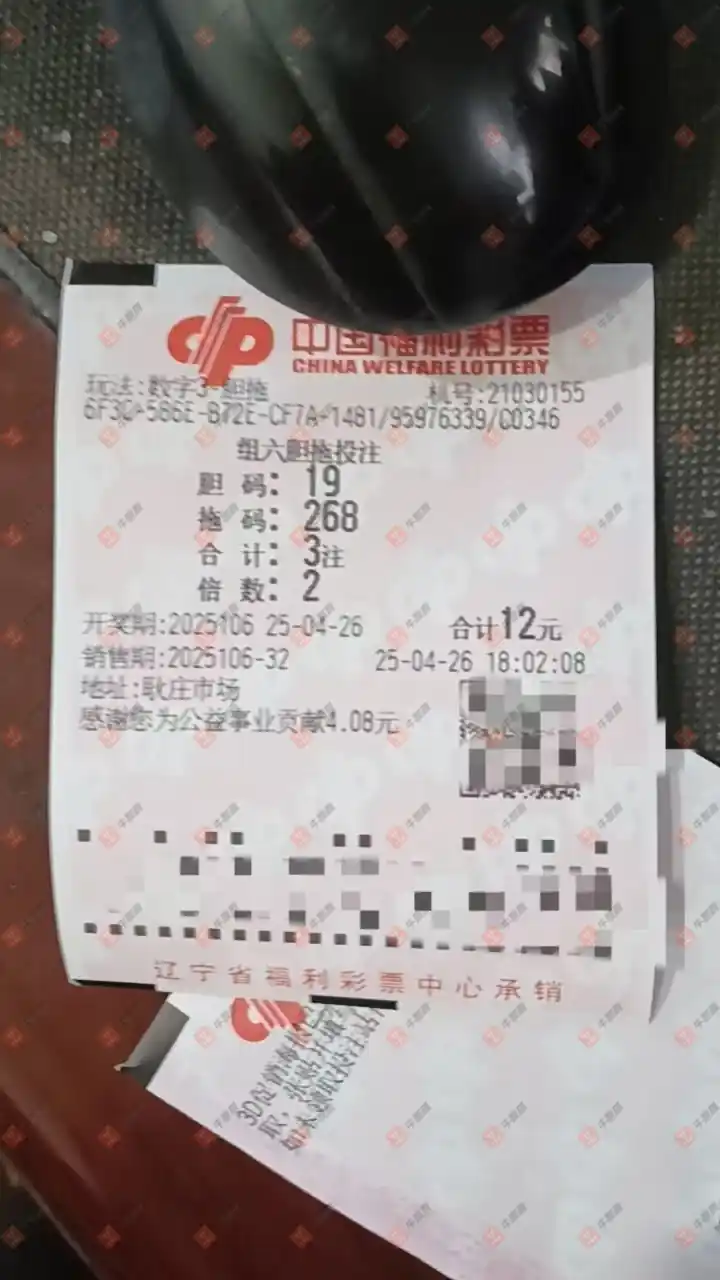 中国福利彩票
CHINA WELFARE LOTTERY
玩法:数字3-胆拖 机号:21030155
6F3C-586E-B72E-CF7A-1481/95976339/C0346
组六胆拖投注
胆 码: 19
拖 码: 268
合 计: 3注
倍 数: 2
开奖期:2025106 25-04-26 合计12元
销售期:2025106-32 25-04-26 18:02:08
地址:耿庄市场
感谢您为公益事业贡献4.08元
辽宁省福利彩票中心承销